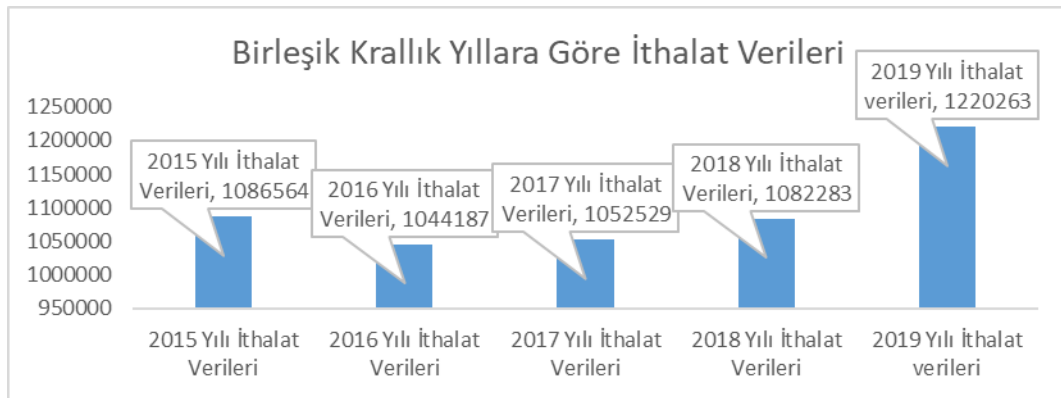 Birleşik Krallık Yıllara Göre İthalat Verileri
1250000
1200000
1150000
1100000
1050000
1000000
950000
2015 Yılı İthalat
Verileri, 1086564
2016 Yılı İthalat
Verileri, 1044187
2017 Yılı İthalat
Verileri, 1052529
2018 Yılı İthalat
Verileri, 1082283
2019 Yılı İthalat
verileri, 1220263
2015 Yılı İthalat
Verileri
2016 Yılı İthalat
Verileri
2017 Yılı İthalat
Verileri
2018 Yılı İthalat
Verileri
2019 Yılı İthalat
verileri